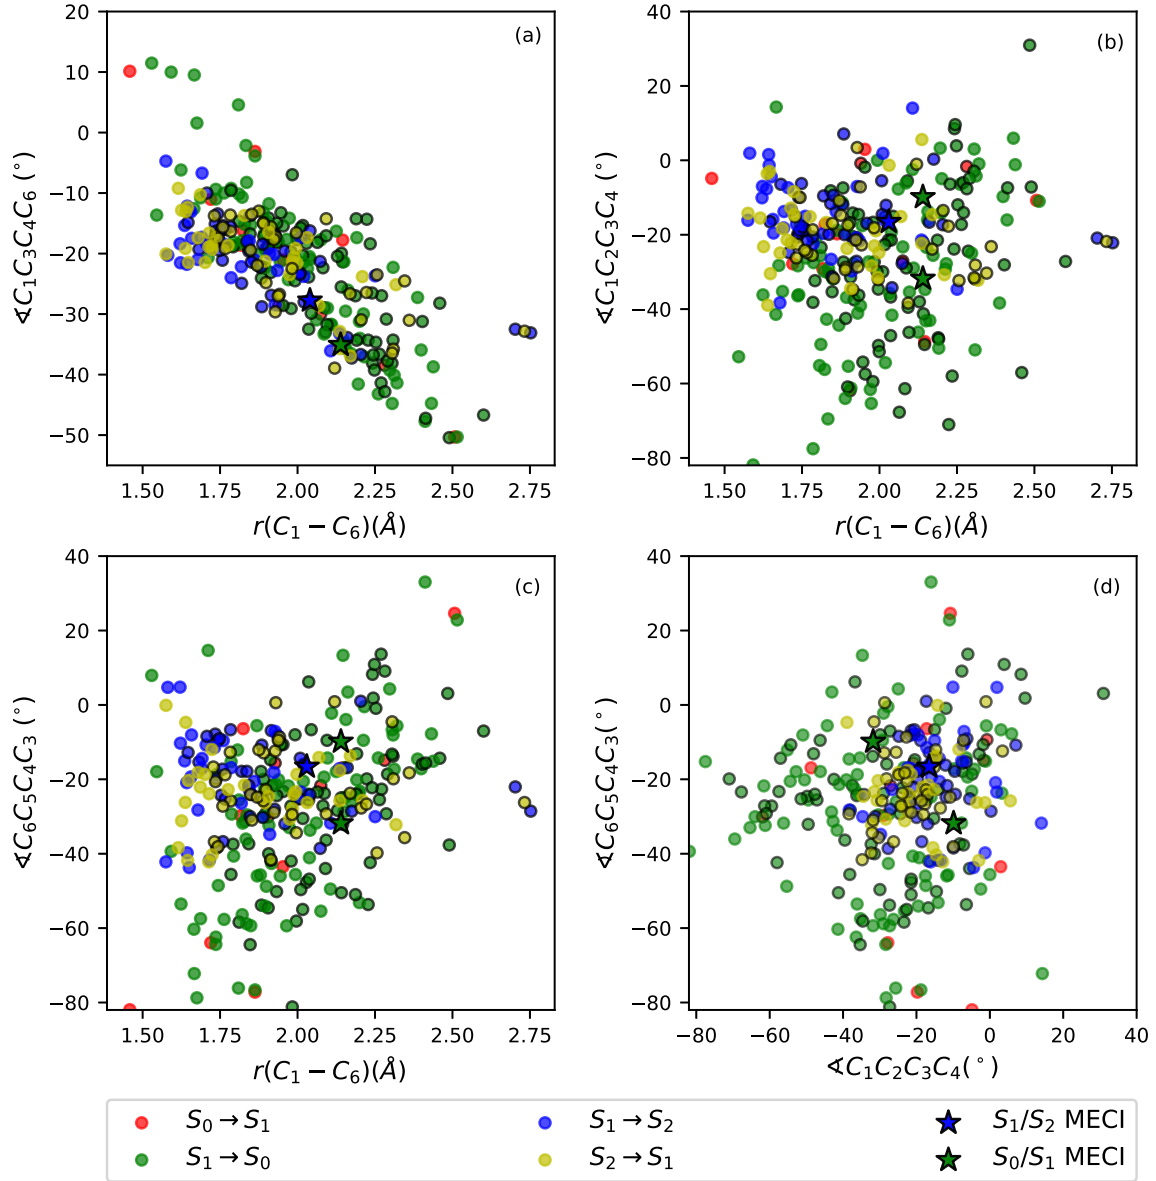 20
10
0
−10
−20
−30
−40
−50
1.50 1.75 2.00 2.25 2.50 2.75
∢C₁C₃C₄C₆ (°)
r(C₁ − C₆)(Å)
(a)
40
20
0
−20
−40
−60
−80
1.50 1.75 2.00 2.25 2.50 2.75
∢C₁C₂C₃C₄ (°)
r(C₁ − C₆)(Å)
(b)
40
20
0
−20
−40
−60
−80
1.50 1.75 2.00 2.25 2.50 2.75
∢C₆C₅C₄C₃ (°)
r(C₁ − C₆)(Å)
(c)
40
20
0
−20
−40
−60
−80
−80 −60 −40 −20 0 20 40
∢C₆C₅C₄C₃(°)
∢C₁C₂C₃C₄(°)
(d)
S₀ → S₁ S₁ → S₂ S₁/S₂ MECI
S₁ → S₀ S₂ → S₁ S₀/S₁ MECI